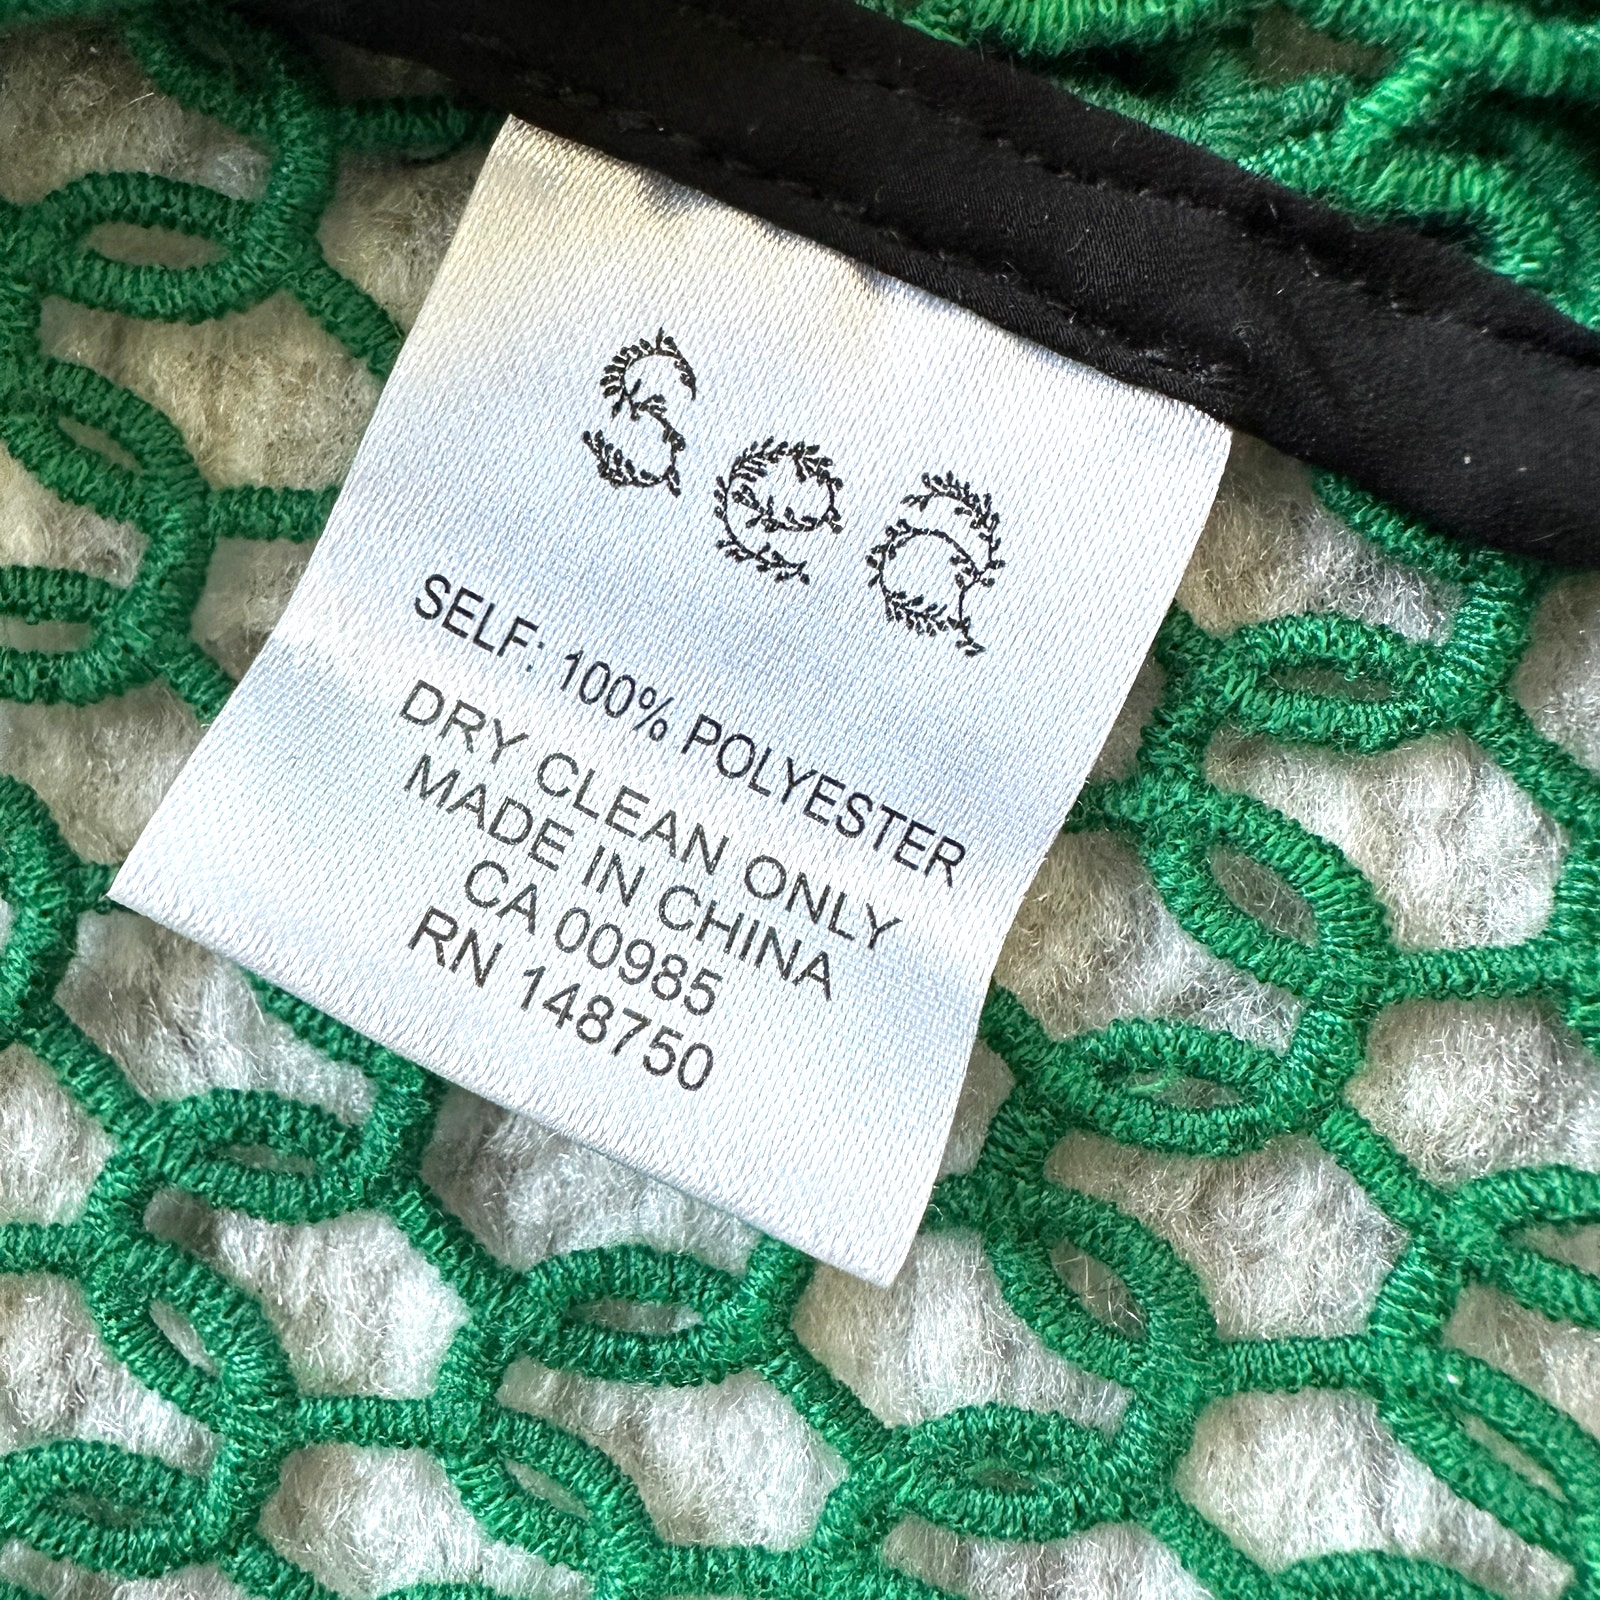 Sea
SELF: 100% POLYESTER
DRY CLEAN ONLY
MADE IN CHINA
CA 00985
RN 148750